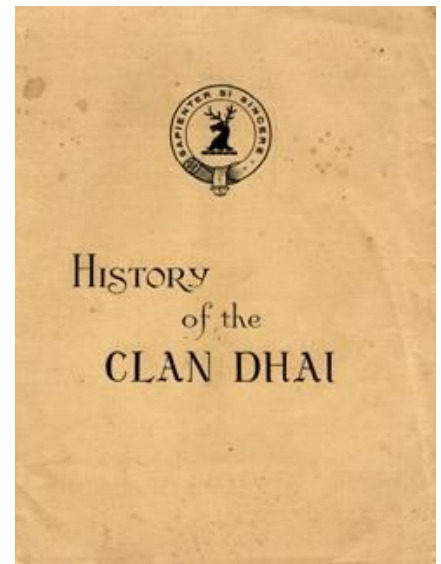 SAPIENTER SI SINCERE
HISTORY
of the
CLAN DHAI